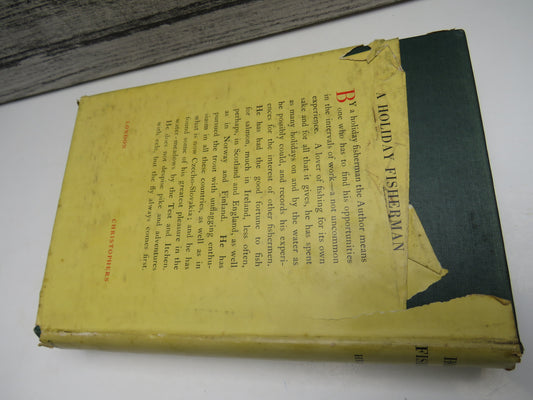 A HOLIDAY FISHERMAN
BY a holiday fisherman the Author means
one who has to find his opportunities
in the intervals of work—a not uncommon
experience. A lover of fishing for its own
sake and for all that it gives, he has spent
as many holidays on and by the water as
he possibly could, and records his experi-
ences for the interest of other fishermen.
He has had the good fortune to fish
for salmon, much in Ireland, less often,
perhaps, in Scotland and England, as well
as in Norway and Finland. He has
pursued the trout with unflagging enthu-
siasm in all these countries, as well as in
what is now Czecho-Slovakia; and he has
found some of his greatest pleasure in the
water-meadows by the Test and Itchen.
He does not despise pike and adventures
with eels, but the fly always comes first.
LONDON CHRISTOPHERS